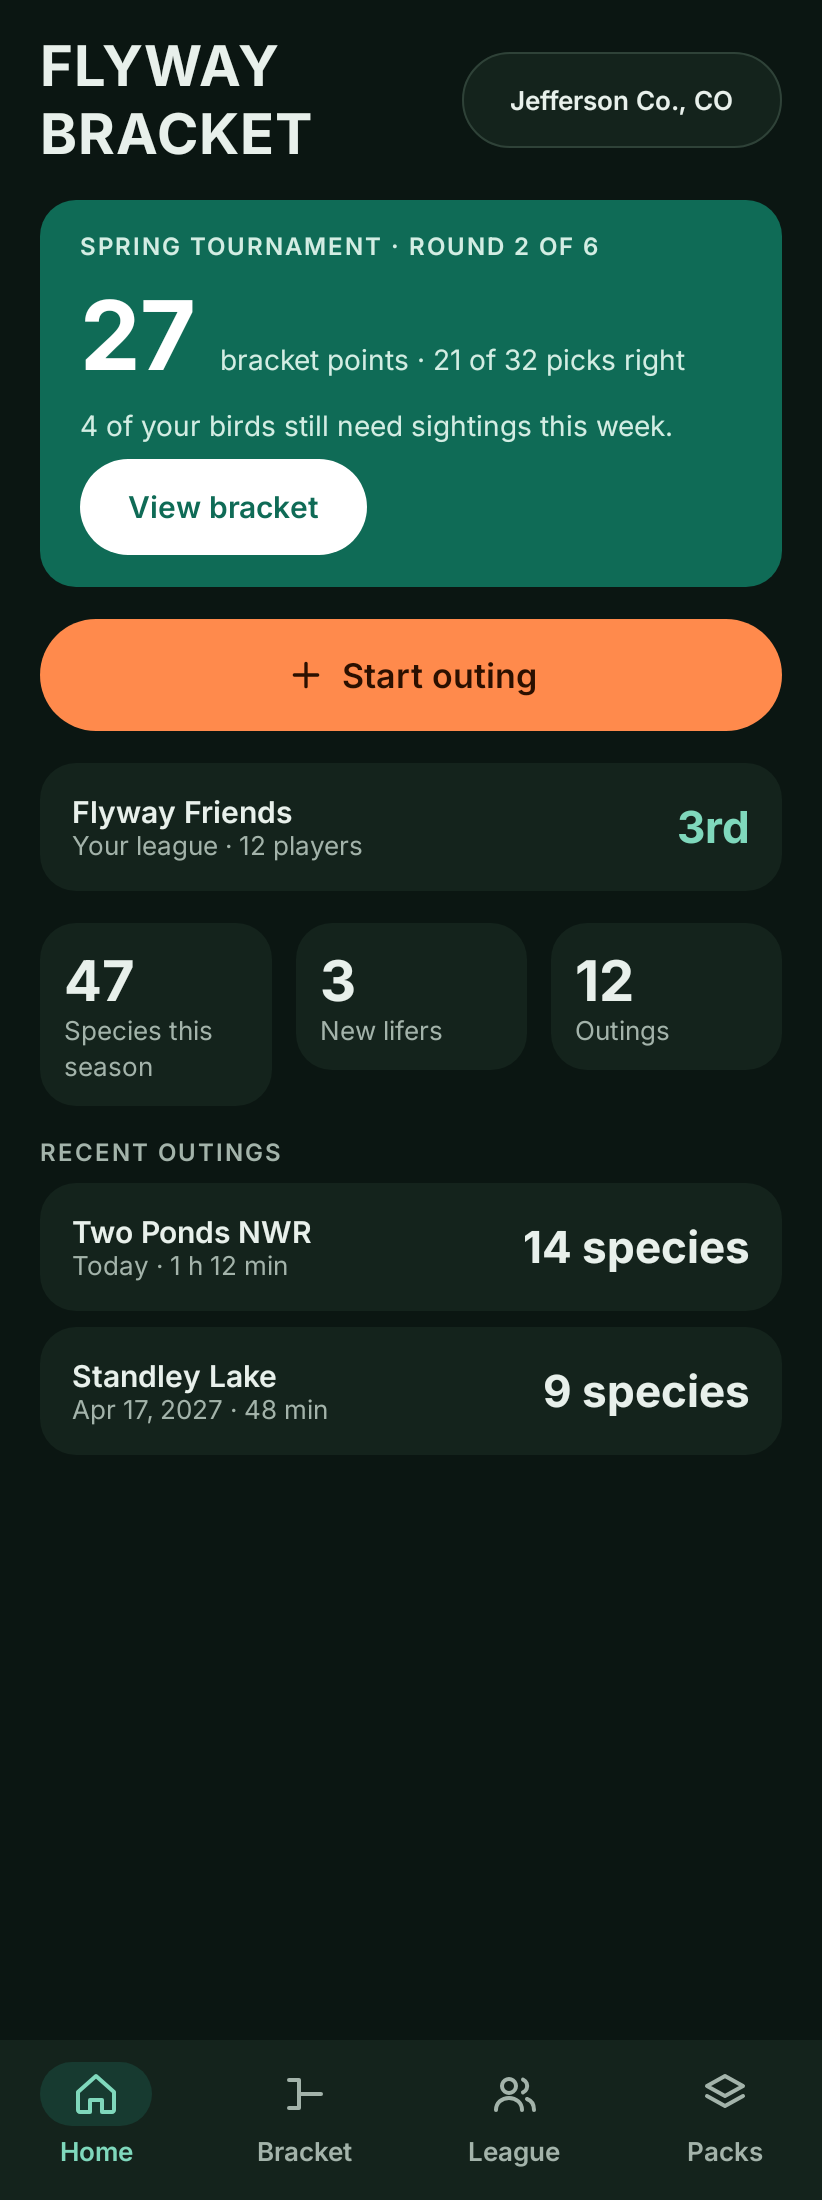 FLYWAY
BRACKET
Jefferson Co., CO
SPRING TOURNAMENT · ROUND 2 OF 6
27 bracket points · 21 of 32 picks right
4 of your birds still need sightings this week.
View bracket
+ Start outing
Flyway Friends
Your league · 12 players
3rd
47
Species this
season
3
New lifers
12
Outings
RECENT OUTINGS
Two Ponds NWR
Today · 1 h 12 min
14 species
Standley Lake
Apr 17, 2027 · 48 min
9 species
Home
Bracket
League
Packs